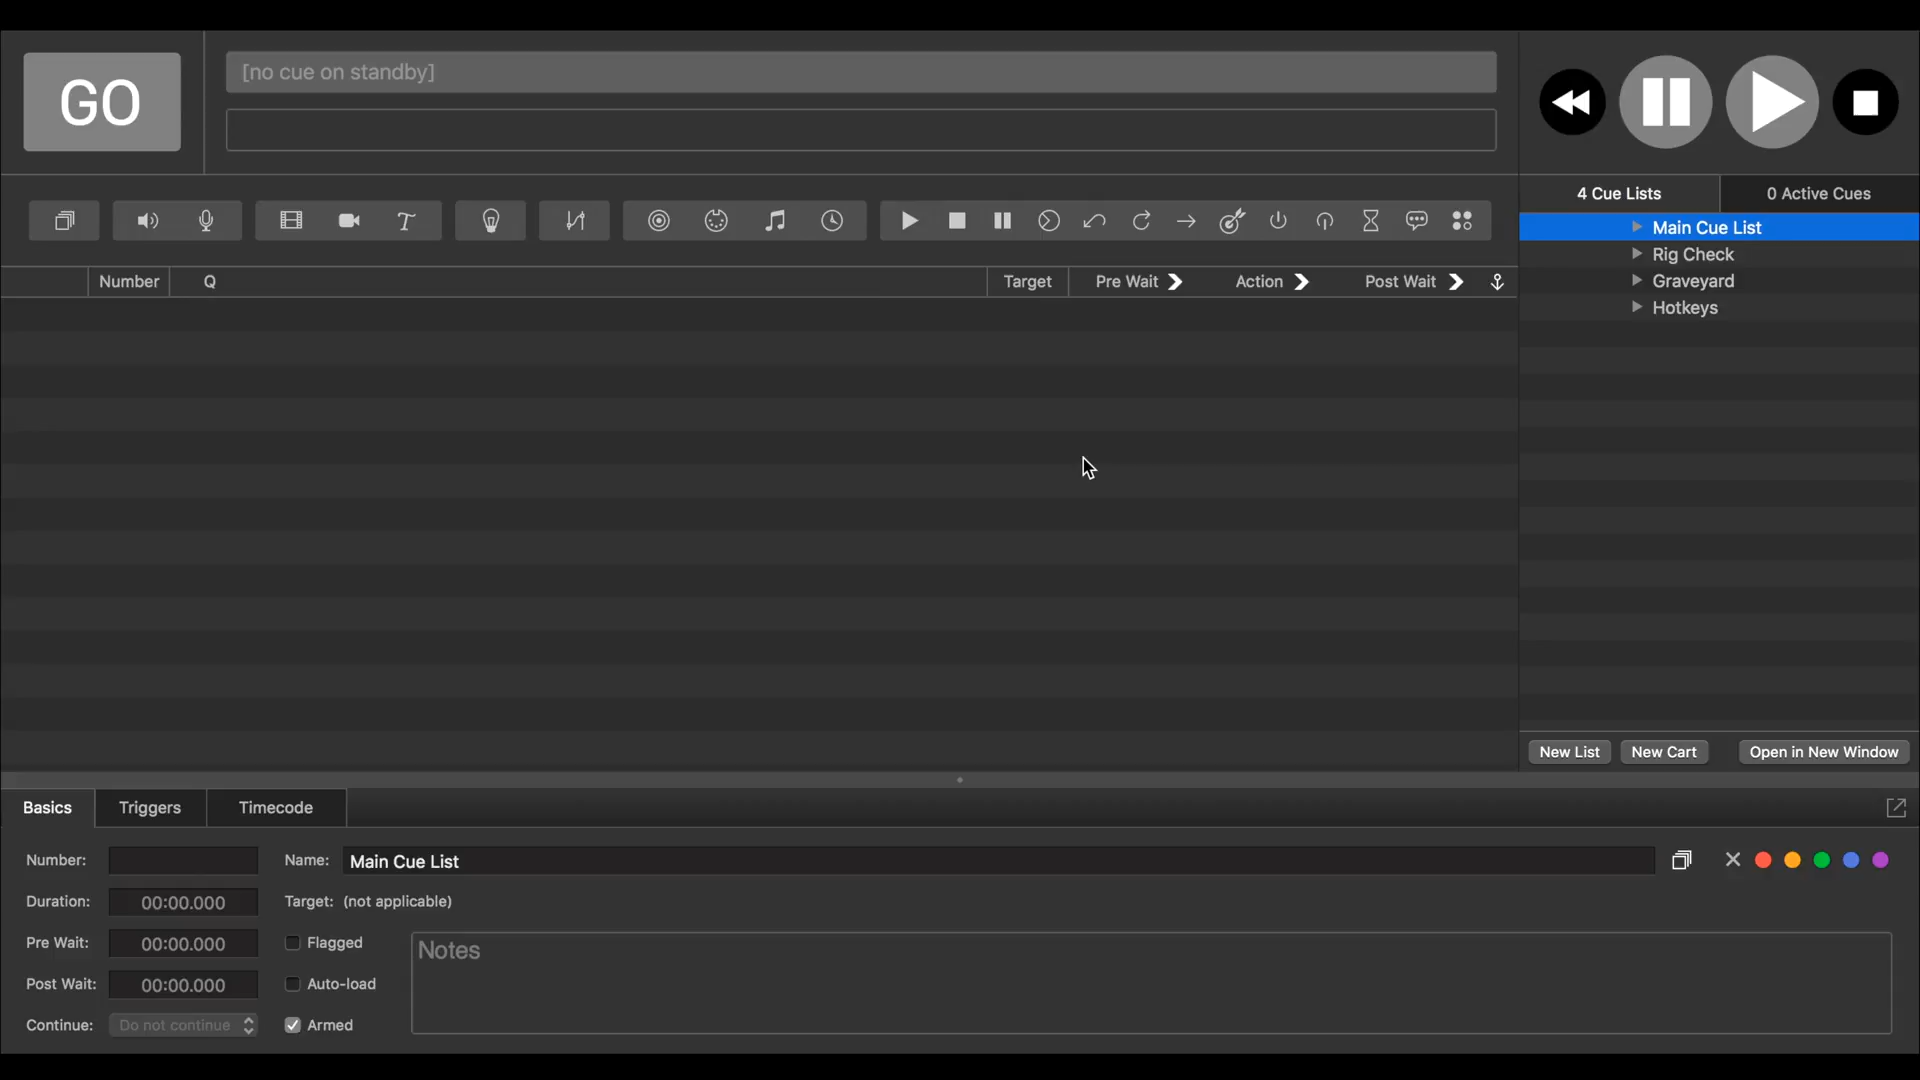 GO
[no cue on standby]
4 Cue Lists
0 Active Cues
Number
Q
Target
Pre Wait
Action
Post Wait
Main Cue List
Rig Check
Graveyard
Hotkeys
New List
New Cart
Open in New Window
Basics
Triggers
Timecode
Number:
Name: Main Cue List
Duration: 00:00.000
Target: (not applicable)
Pre Wait: 00:00.000
Flagged
Notes
Post Wait: 00:00.000
Auto-load
Continue: Do not continue
Armed